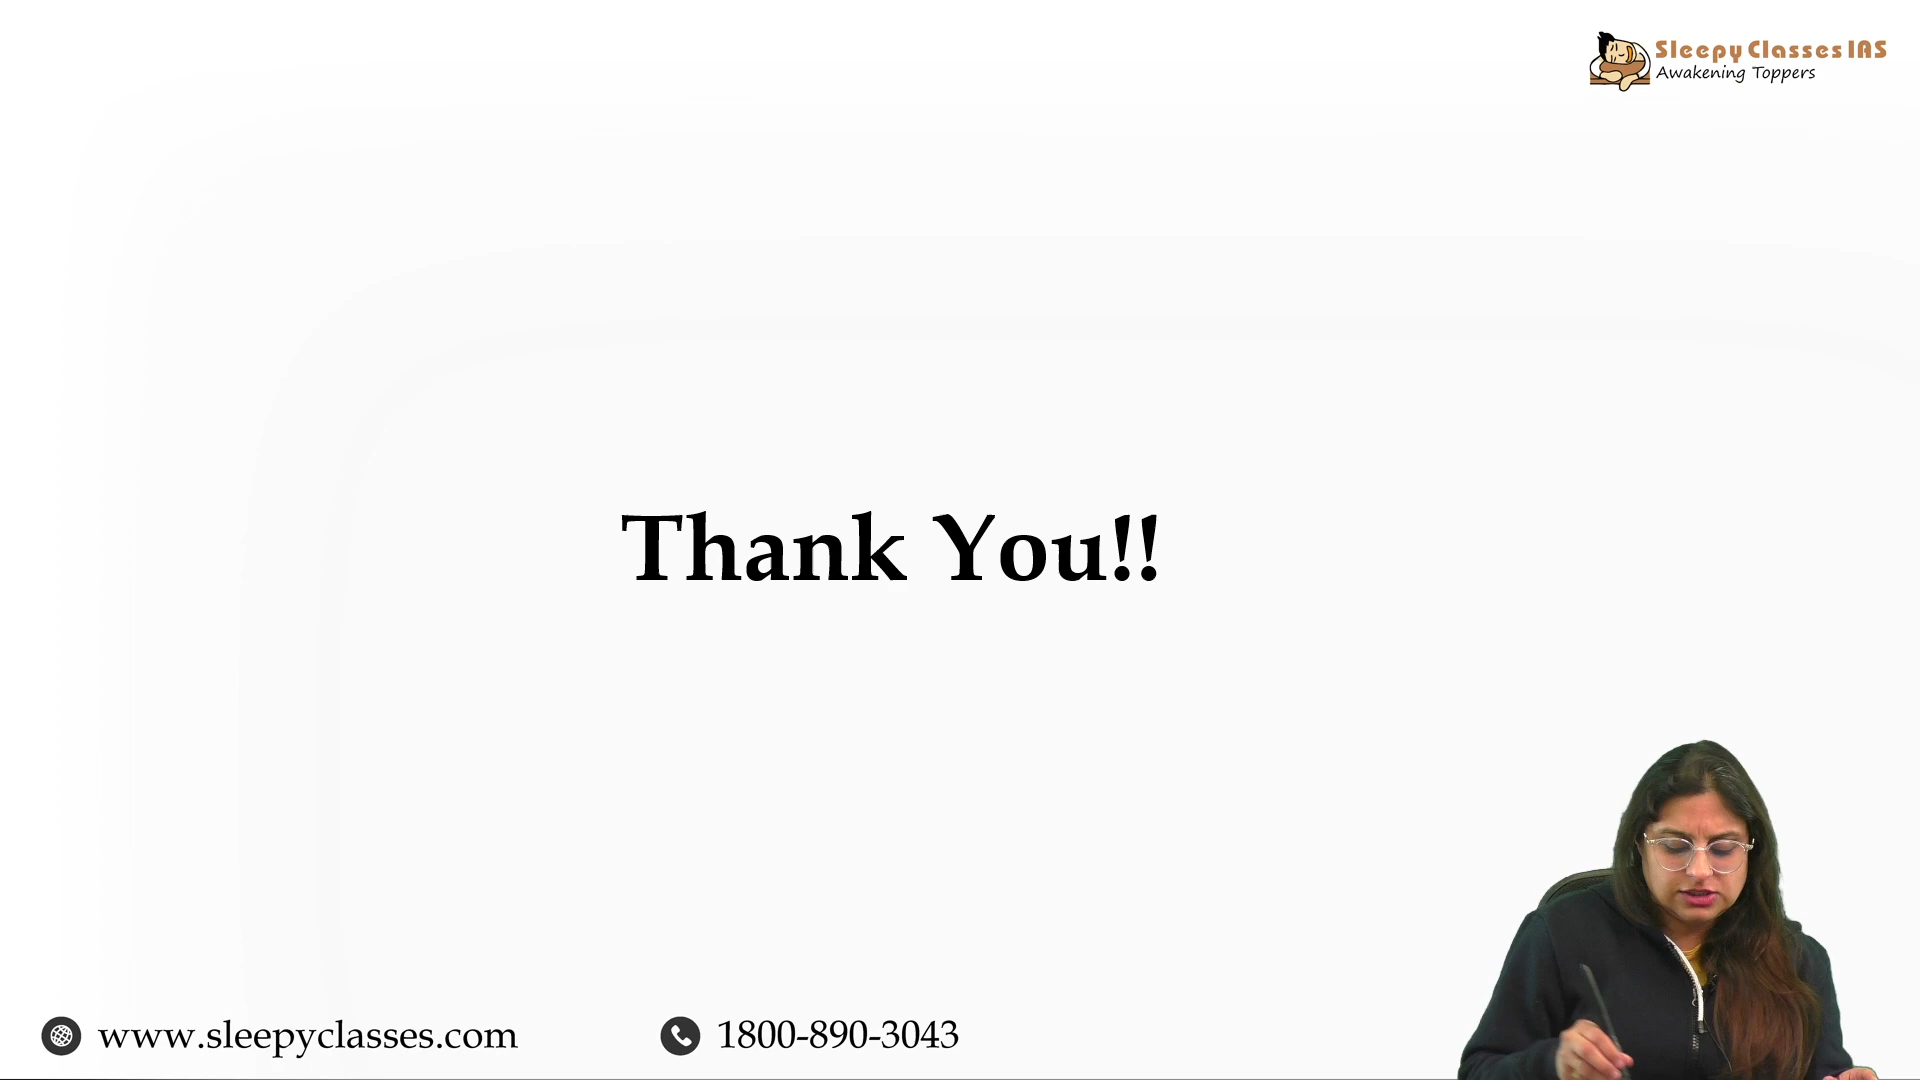 Sleepy Classes IAS
Awakening Toppers
Thank You!!
www.sleepyclasses.com
1800-890-3043